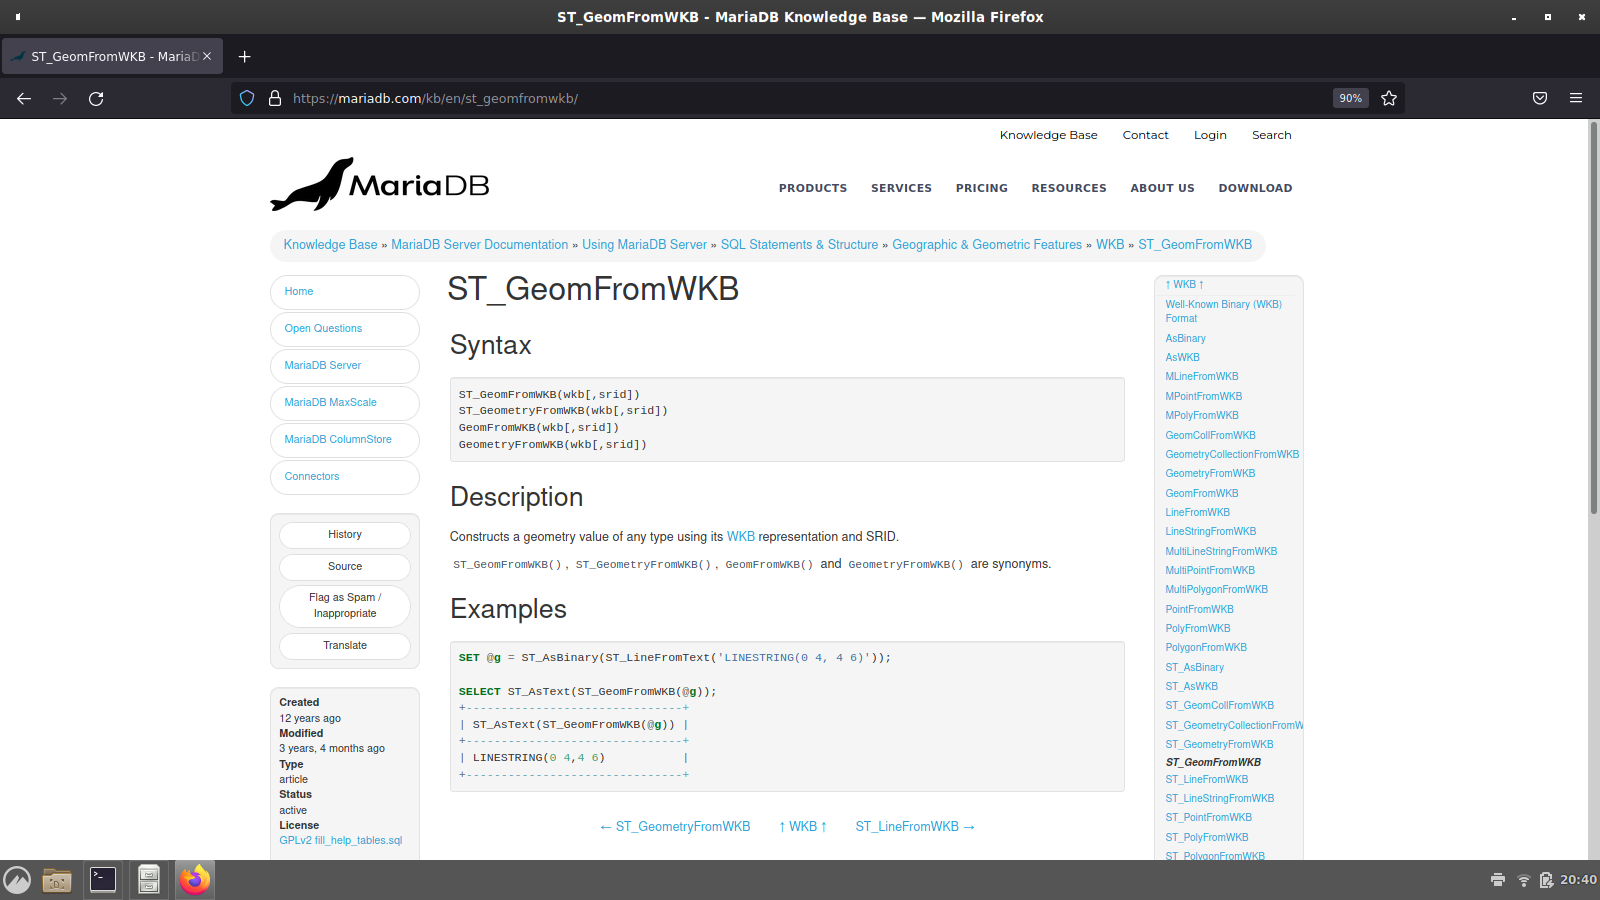 ST_GeomFromWKB - MariaDB Knowledge Base — Mozilla Firefox
ST_GeomFromWKB - Maria
https://mariadb.com/kb/en/st_geomfromwkb/
90%
Knowledge Base Contact Login Search
MariaDB
PRODUCTS SERVICES PRICING RESOURCES ABOUT US DOWNLOAD
Knowledge Base » MariaDB Server Documentation » Using MariaDB Server » SQL Statements & Structure » Geographic & Geometric Features » WKB » ST_GeomFromWKB
Home
Open Questions
MariaDB Server
MariaDB MaxScale
MariaDB ColumnStore
Connectors
History
Source
Flag as Spam /
Inappropriate
Translate
Created
12 years ago
Modified
3 years, 4 months ago
Type
article
Status
active
License
GPLv2 fill_help_tables.sql
ST_GeomFromWKB
Syntax
ST_GeomFromWKB(wkb[,srid])
ST_GeometryFromWKB(wkb[,srid])
GeomFromWKB(wkb[,srid])
GeometryFromWKB(wkb[,srid])
Description
Constructs a geometry value of any type using its WKB representation and SRID.
ST_GeomFromWKB(), ST_GeometryFromWKB(), GeomFromWKB() and GeometryFromWKB() are synonyms.
Examples
SET @g = ST_AsBinary(ST_LineFromText('LINESTRING(0 4, 4 6)'));
SELECT ST_AsText(ST_GeomFromWKB(@g));
+------------------------------+
| ST_AsText(ST_GeomFromWKB(@g)) |
+------------------------------+
| LINESTRING(0 4,4 6)           |
+------------------------------+
← ST_GeometryFromWKB ↑ WKB ↑ ST_LineFromWKB →
↑ WKB ↑
Well-Known Binary (WKB)
Format
AsBinary
AsWKB
MLineFromWKB
MPointFromWKB
MPolyFromWKB
GeomCollFromWKB
GeometryCollectionFromWKB
GeometryFromWKB
GeomFromWKB
LineFromWKB
LineStringFromWKB
MultiLineStringFromWKB
MultiPointFromWKB
MultiPolygonFromWKB
PointFromWKB
PolyFromWKB
PolygonFromWKB
ST_AsBinary
ST_AsWKB
ST_GeomCollFromWKB
ST_GeometryCollectionFromW
ST_GeometryFromWKB
ST_GeomFromWKB
ST_LineFromWKB
ST_LineStringFromWKB
ST_PointFromWKB
ST_PolyFromWKB
ST_PolygonFromWKB
20:40